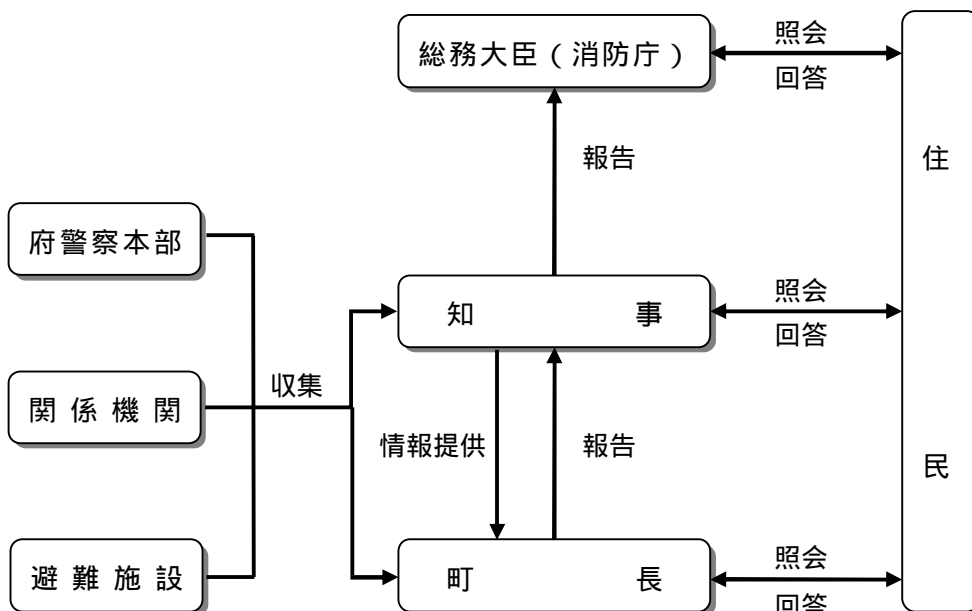 総務大臣（消防庁）
照会
回答
報告
住民
府警察本部
知事
照会
回答
関係機関
収集
情報提供
報告
避難施設
町長
照会
回答